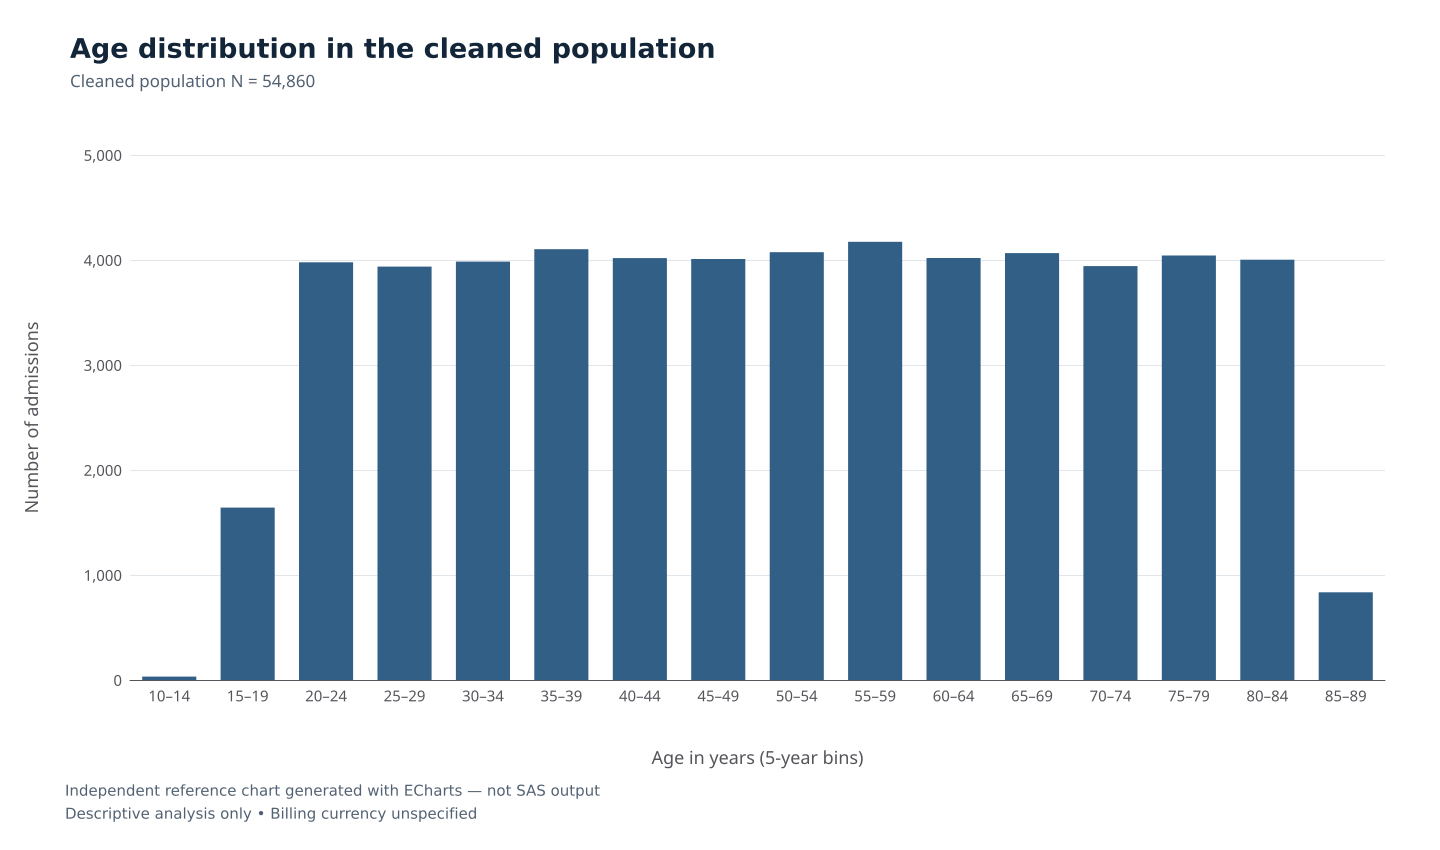 Age distribution in the cleaned population
Cleaned population N = 54,860
5,000
4,000
3,000
2,000
1,000
0
Number of admissions
10–14 15–19 20–24 25–29 30–34 35–39 40–44 45–49 50–54 55–59 60–64 65–69 70–74 75–79 80–84 85–89
Age in years (5-year bins)
Independent reference chart generated with ECharts — not SAS output
Descriptive analysis only • Billing currency unspecified